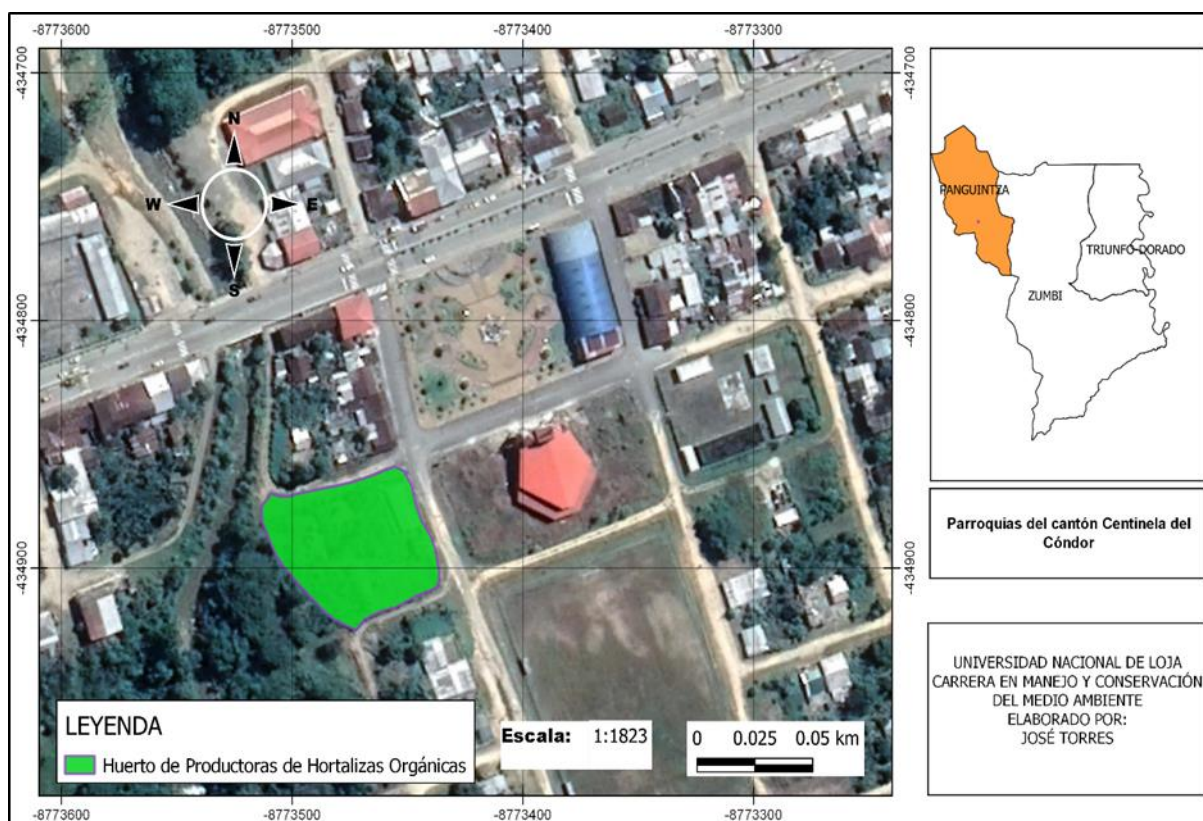 -8773600 -8773500 -8773400 -8773300
-434700 -434700
N
W E
S
-434800 -434800
-434900 -434900
LEYENDA
Huerto de Productoras de Hortalizas Orgánicas
Escala: 1:1823
0 0.025 0.05 km
-8773600 -8773500 -8773400 -8773300
PANGUINTZA
TRIUNFO-DORADO
ZUMBI
Parroquias del cantón Centinela del
Cóndor
UNIVERSIDAD NACIONAL DE LOJA
CARRERA EN MANEJO Y CONSERVACIÓN
DEL MEDIO AMBIENTE
ELABORADO POR:
JOSÉ TORRES